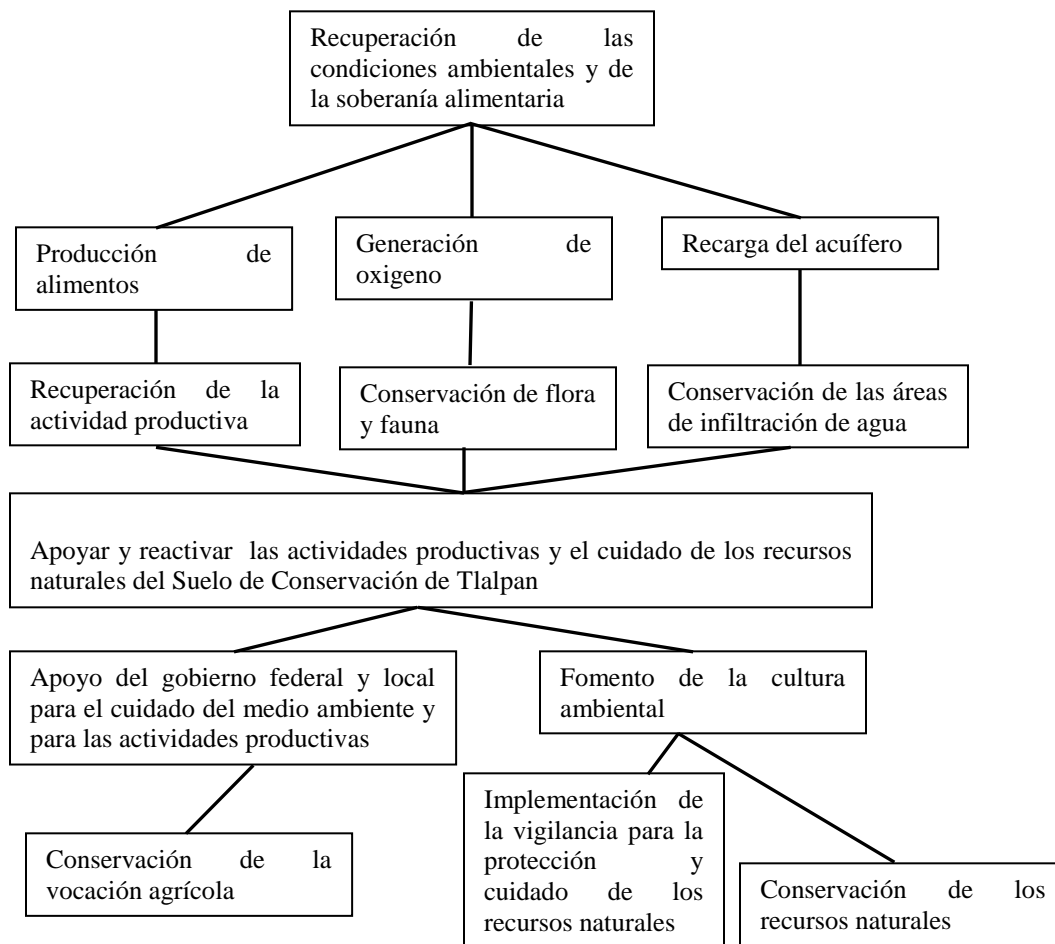 Recuperación de las
condiciones ambientales y de
la soberanía alimentaria
Producción de
alimentos
Generación de
oxigeno
Recarga del acuífero
Recuperación de la
actividad productiva
Conservación de flora
y fauna
Conservación de las áreas
de infiltración de agua
Apoyar y reactivar las actividades productivas y el cuidado de los recursos
naturales del Suelo de Conservación de Tlalpan
Apoyo del gobierno federal y local
para el cuidado del medio ambiente y
para las actividades productivas
Fomento de la cultura
ambiental
Conservación de la
vocación agrícola
Implementación de
la vigilancia para la
protección y
cuidado de los
recursos naturales
Conservación de los
recursos naturales